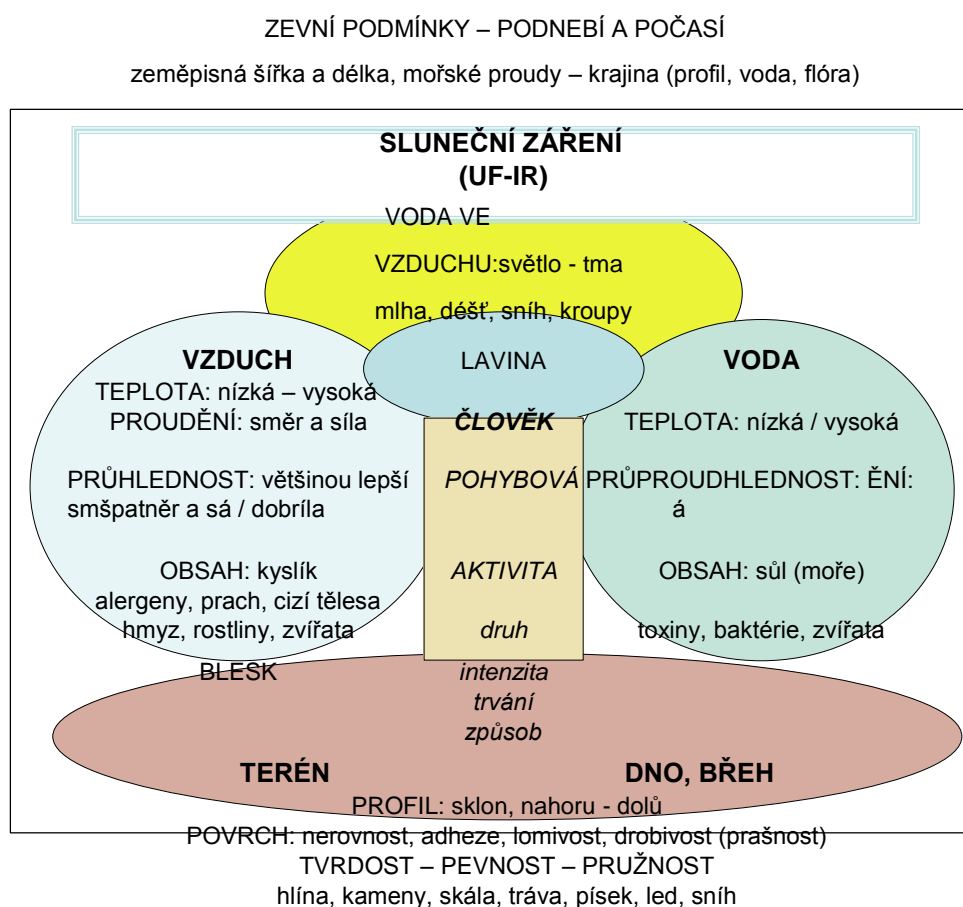 ZEVNÍ PODMÍNKY – PODNEBÍ A POČASÍ
zeměpisná šířka a délka, mořské proudy – krajina (profil, voda, flóra)
SLUNEČNÍ ZÁŘENÍ
(UF-IR)
VODA VE
VZDUCHU:světlo - tma
mlha, déšť, sníh, kroupy
VZDUCH
TEPLOTA: nízká – vysoká
PROUDĚNÍ: směr a síla
PRŮHLEDNOST: většinou lepší
smšpatněr a sá / dobríla
OBSAH: kyslík
alergeny, prach, cizí tělesa
hmyz, rostliny, zvířata
BLESK
LAVINA
ČLOVĚK
POHYBOVÁ
AKTIVITA
druh
intenzita
trvání
způsob
VODA
TEPLOTA: nízká / vysoká
PRŮPROUDHLEDNOST: ĚNÍ:
á
OBSAH: sůl (moře)
toxiny, baktérie, zvířata
TERÉN
DNO, BŘEH
PROFIL: sklon, nahoru - dolů
POVRCH: nerovnost, adheze, lomivost, drobivost (prašnost)
TVRDOST – PEVNOST – PRUŽNOST
hlína, kameny, skála, tráva, písek, led, sníh